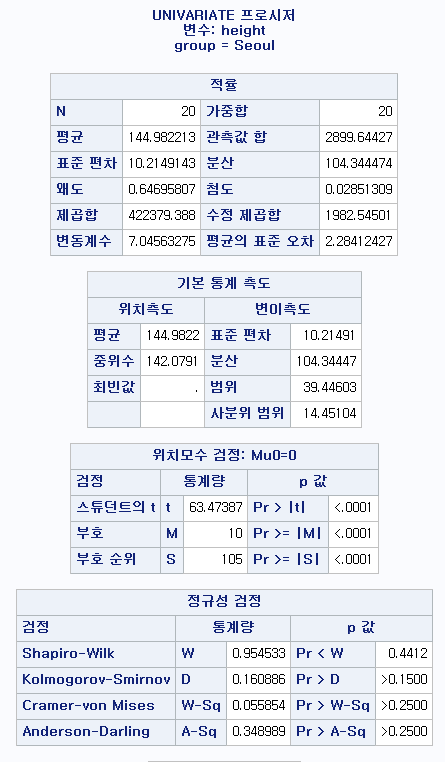 UNIVARIATE 프로시저
변수: height
group = Seoul
적률
N 20 가중합 20
평균 144.982213 관측값 합 2899.64427
표준 편차 10.2149143 분산 104.344474
왜도 0.64695807 첨도 0.02851309
제곱합 422379.388 수정 제곱합 1982.54501
변동계수 7.04563275 평균의 표준 오차 2.28412427
기본 통계 측도
위치측도 변이측도
평균 144.9822 표준 편차 10.21491
중위수 142.0791 분산 104.34447
최빈값 . 범위 39.44603
사분위 범위 14.45104
위치모수 검정: Mu0=0
검정 통계량 p 값
스튜던트의 t t 63.47387 Pr > |t| <.0001
부호 M 10 Pr >= |M| <.0001
부호 순위 S 105 Pr >= |S| <.0001
정규성 검정
검정 통계량 p 값
Shapiro-Wilk W 0.954533 Pr < W 0.4412
Kolmogorov-Smirnov D 0.160886 Pr > D >0.1500
Cramer-von Mises W-Sq 0.055854 Pr > W-Sq >0.2500
Anderson-Darling A-Sq 0.348989 Pr > A-Sq >0.2500